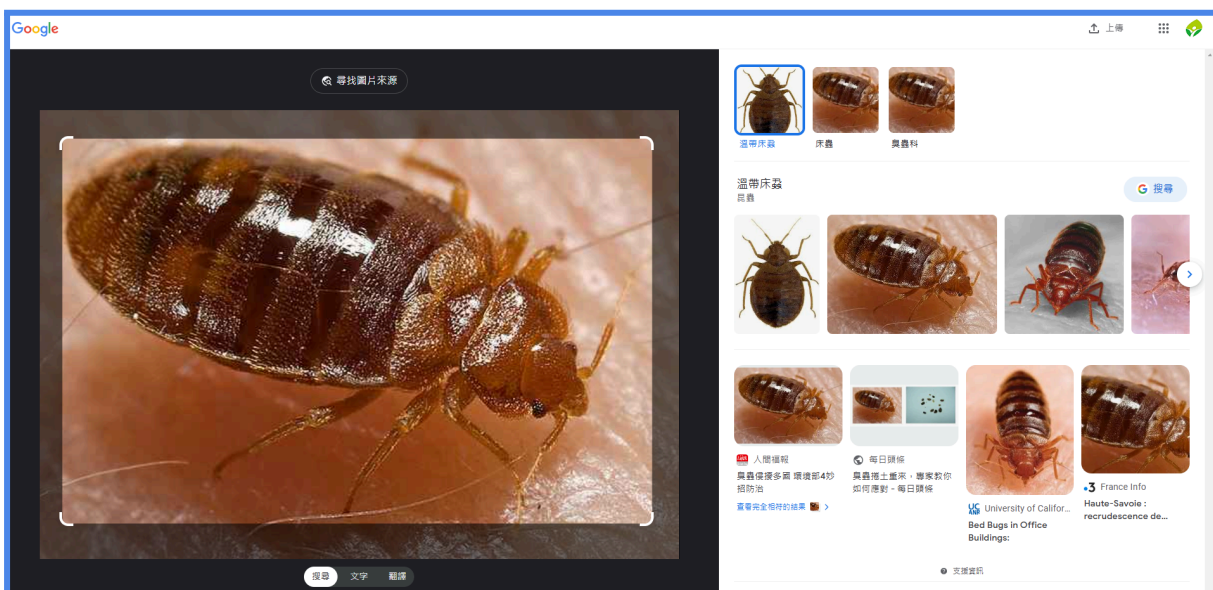 Google
上傳
尋找圖片來源
溫帶床蝨
床蟲
臭蟲科
溫帶床蝨
昆蟲
搜尋
人間福報
臭蟲侵擾多國 環境部4妙
招防治
查看完全相符的結果
每日頭條
臭蟲捲土重來,專家教你
如何應對 - 每日頭條
University of Califor...
Bed Bugs in Office
Buildings:
France Info
Haute-Savoie :
recrudescence de...
搜尋
文字
翻譯
支援資訊